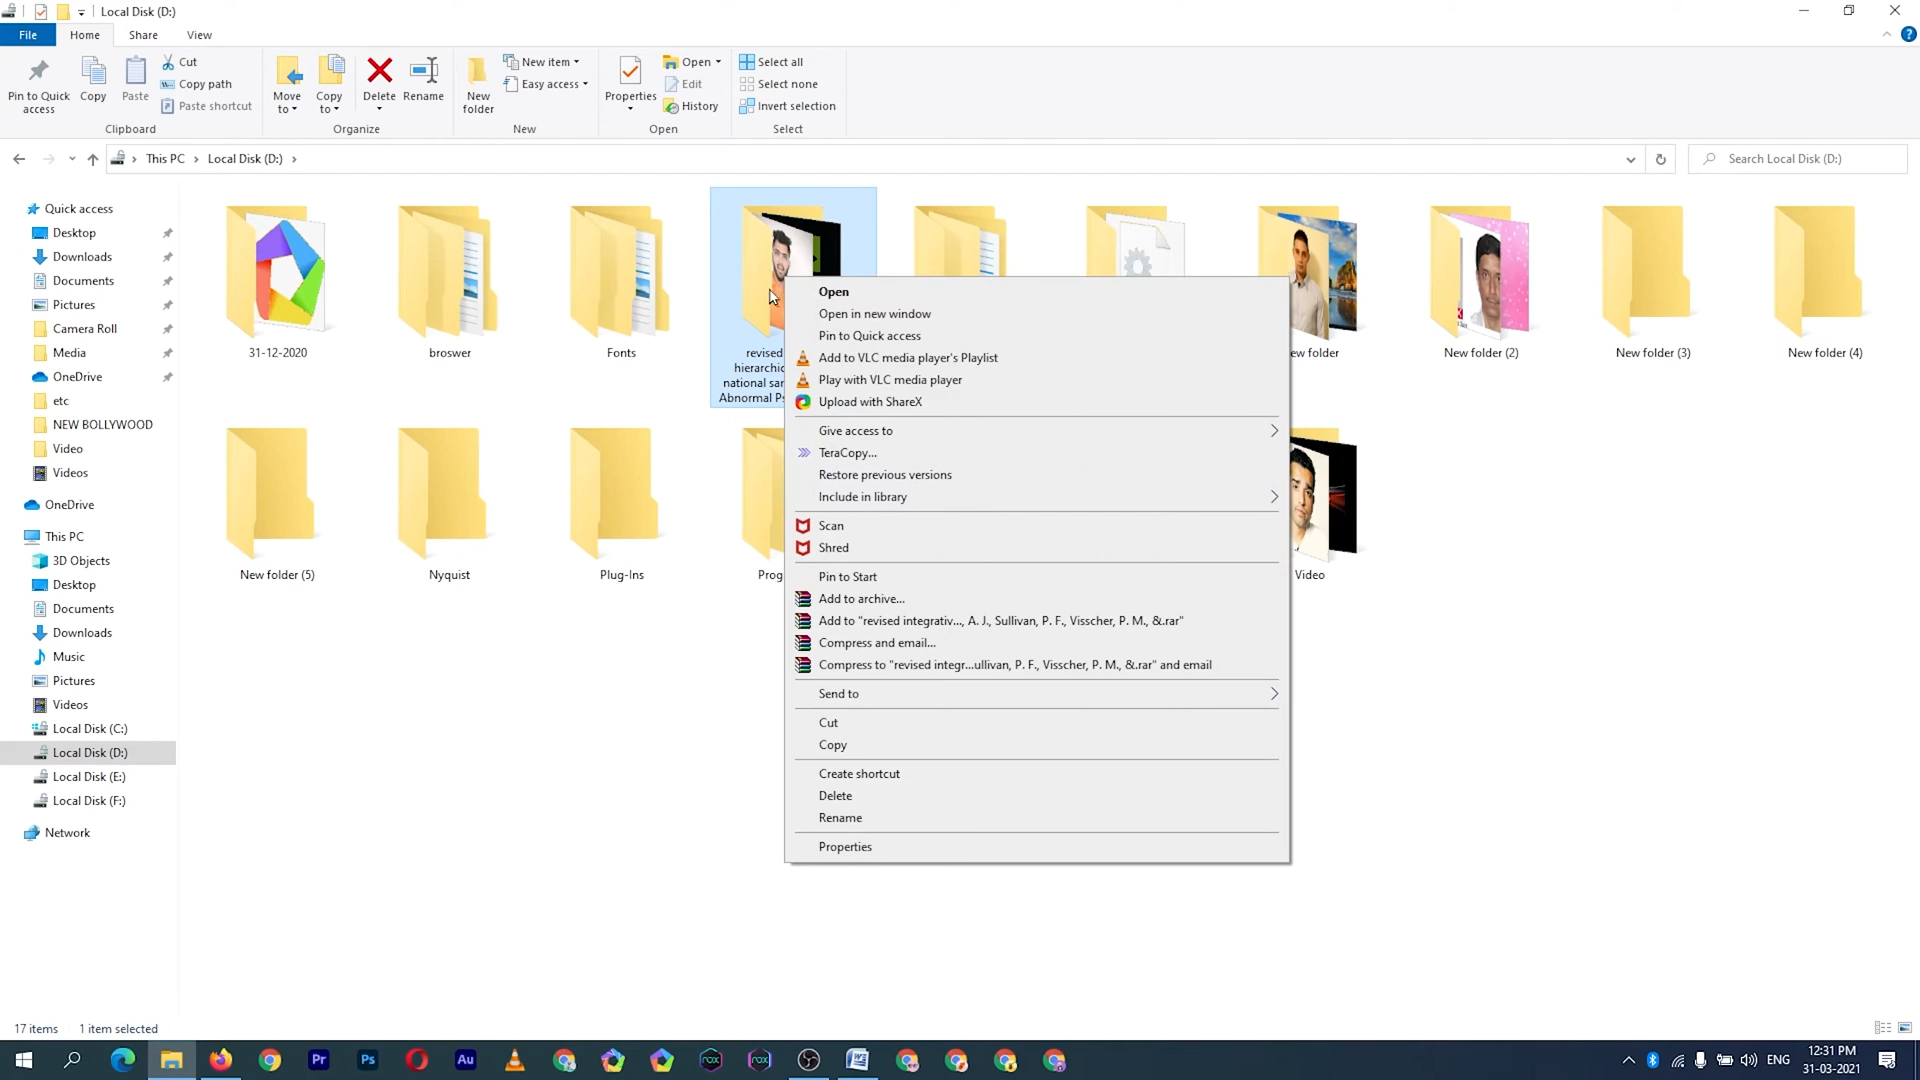 Local Disk (D:)
File Home Share View
Pin to Quick access
Copy
Paste
Cut
Copy path
Paste shortcut
Clipboard
Move to
Copy to
Delete
Rename
Organize
New folder
New item
Easy access
New
Properties
Open
Edit
History
Open
Select all
Select none
Invert selection
Select
This PC Local Disk (D:)
Search Local Disk (D:)
Quick access
Desktop
Downloads
Documents
Pictures
Camera Roll
Media
OneDrive
etc
NEW BOLLYWOOD
Video
Videos
OneDrive
This PC
3D Objects
Desktop
Documents
Downloads
Music
Pictures
Videos
Local Disk (C:)
Local Disk (D:)
Local Disk (E:)
Local Disk (F:)
Network
31-12-2020
broswer
Fonts
revised
hierarchic
national sam
Abnormal Ps
ew folder
New folder (2)
New folder (3)
New folder (4)
New folder (5)
Nyquist
Plug-Ins
Prog
Video
Open
Open in new window
Pin to Quick access
Add to VLC media player's Playlist
Play with VLC media player
Upload with ShareX
Give access to
TeraCopy...
Restore previous versions
Include in library
Scan
Shred
Pin to Start
Add to archive...
Add to "revised integrativ..., A. J., Sullivan, P. F., Visscher, P. M., &.rar"
Compress and email...
Compress to "revised integr...ullivan, P. F., Visscher, P. M., &.rar" and email
Send to
Cut
Copy
Create shortcut
Delete
Rename
Properties
17 items 1 item selected
Pr Ps Au nox nox
ENG
12:31 PM
31-03-2021